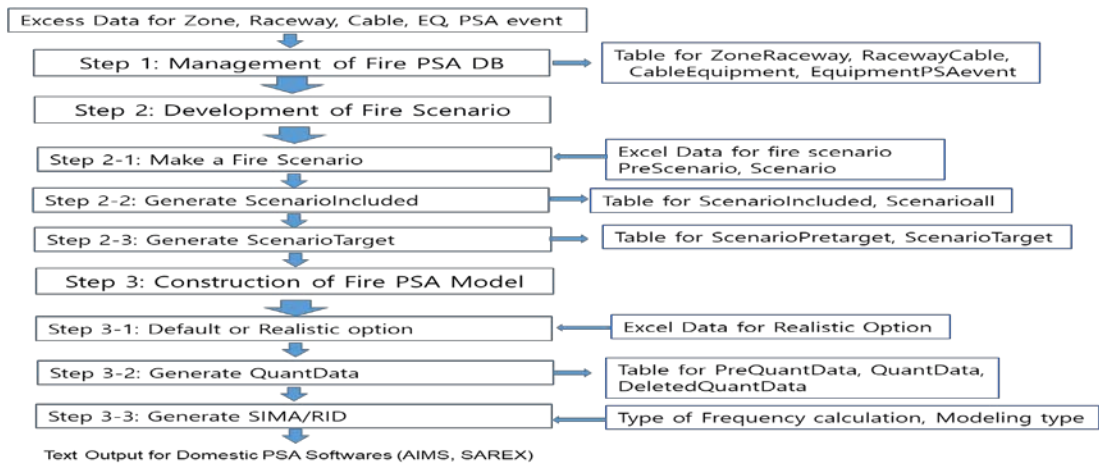 Excess Data for Zone, Raceway, Cable, EQ, PSA event
Step 1: Management of Fire PSA DB
Table for ZoneRaceway, RacewayCable,
CableEquipment, EquipmentPSAevent
Step 2: Development of Fire Scenario
Step 2-1: Make a Fire Scenario
Excel Data for fire scenario
PreScenario, Scenario
Step 2-2: Generate ScenarioIncluded
Table for ScenarioIncluded, Scenarioall
Step 2-3: Generate ScenarioTarget
Table for ScenarioPretarget, ScenarioTarget
Step 3: Construction of Fire PSA Model
Step 3-1: Default or Realistic option
Excel Data for Realistic Option
Step 3-2: Generate QuantData
Table for PreQuantData, QuantData,
DeletedQuantData
Step 3-3: Generate SIMA/RID
Type of Frequency calculation, Modeling type
Text Output for Domestic PSA Softwares (AIMS, SAREX)